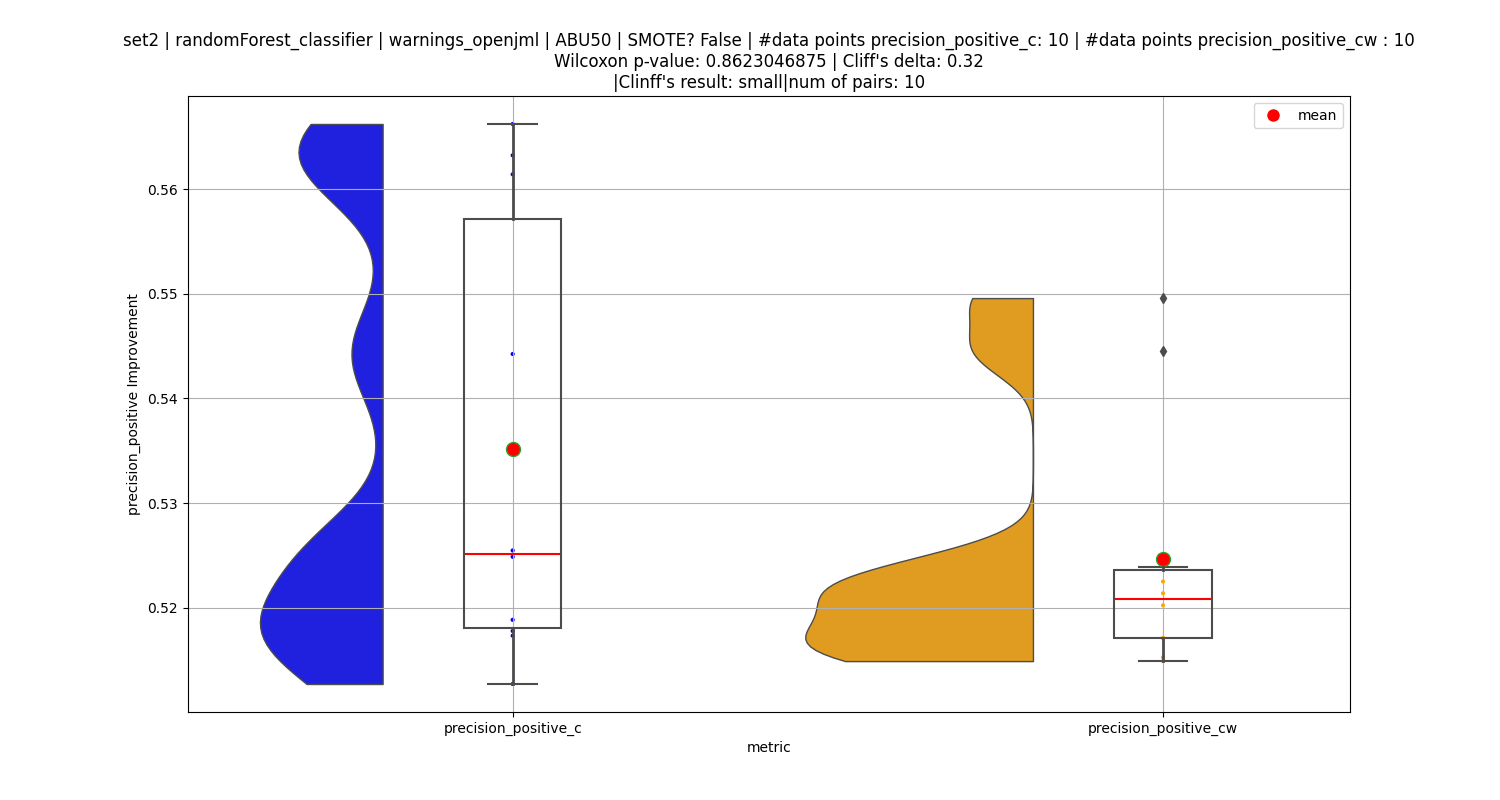 set2 | randomForest_classifier | warnings_openjml | ABU50 | SMOTE? False | #data points precision_positive_c: 10 | #data points precision_positive_cw : 10
Wilcoxon p-value: 0.8623046875 | Cliff's delta: 0.32
|Clinff's result: small|num of pairs: 10
mean
0.56
0.55
0.54
0.53
0.52
precision_positive Improvement
precision_positive_c
precision_positive_cw
metric